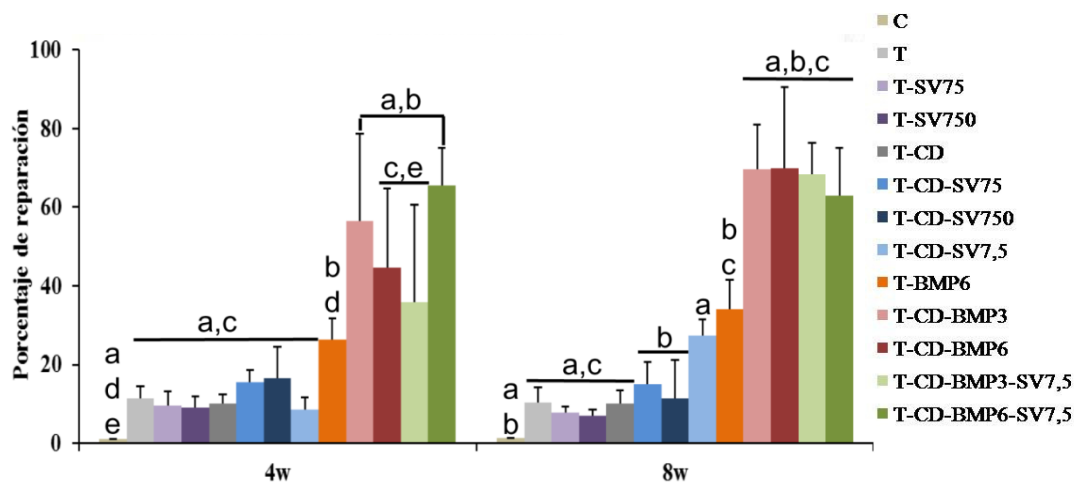 Porcentaje de reparación
100
80
60
40
20
0
a
d
e
a,c
b
d
a,b
c,e
4w
a
b
a,c
b
a
b
c
a,b,c
8w
C
T
T-SV75
T-SV750
T-CD
T-CD-SV75
T-CD-SV750
T-CD-SV7,5
T-BMP6
T-CD-BMP3
T-CD-BMP6
T-CD-BMP3-SV7,5
T-CD-BMP6-SV7,5